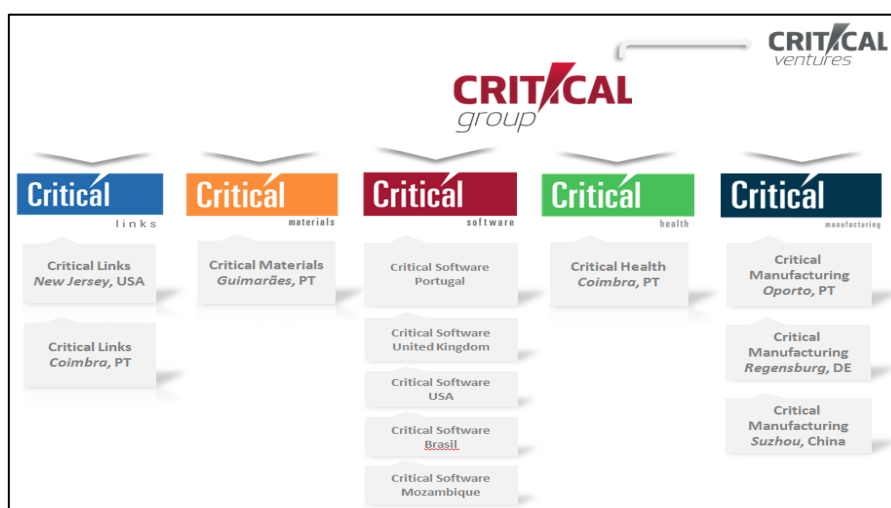 CRITICAL
ventures
CRITICAL
group
Critical
links
Critical
materials
Critical
software
Critical
health
Critical
manufacturing
Critical Links
New Jersey, USA
Critical Links
Coimbra, PT
Critical Materials
Guimarães, PT
Critical Software
Portugal
Critical Software
United Kingdom
Critical Software
USA
Critical Software
Brasil
Critical Software
Mozambique
Critical Health
Coimbra, PT
Critical
Manufacturing
Oporto, PT
Critical
Manufacturing
Regensburg, DE
Critical
Manufacturing
Suzhou, China